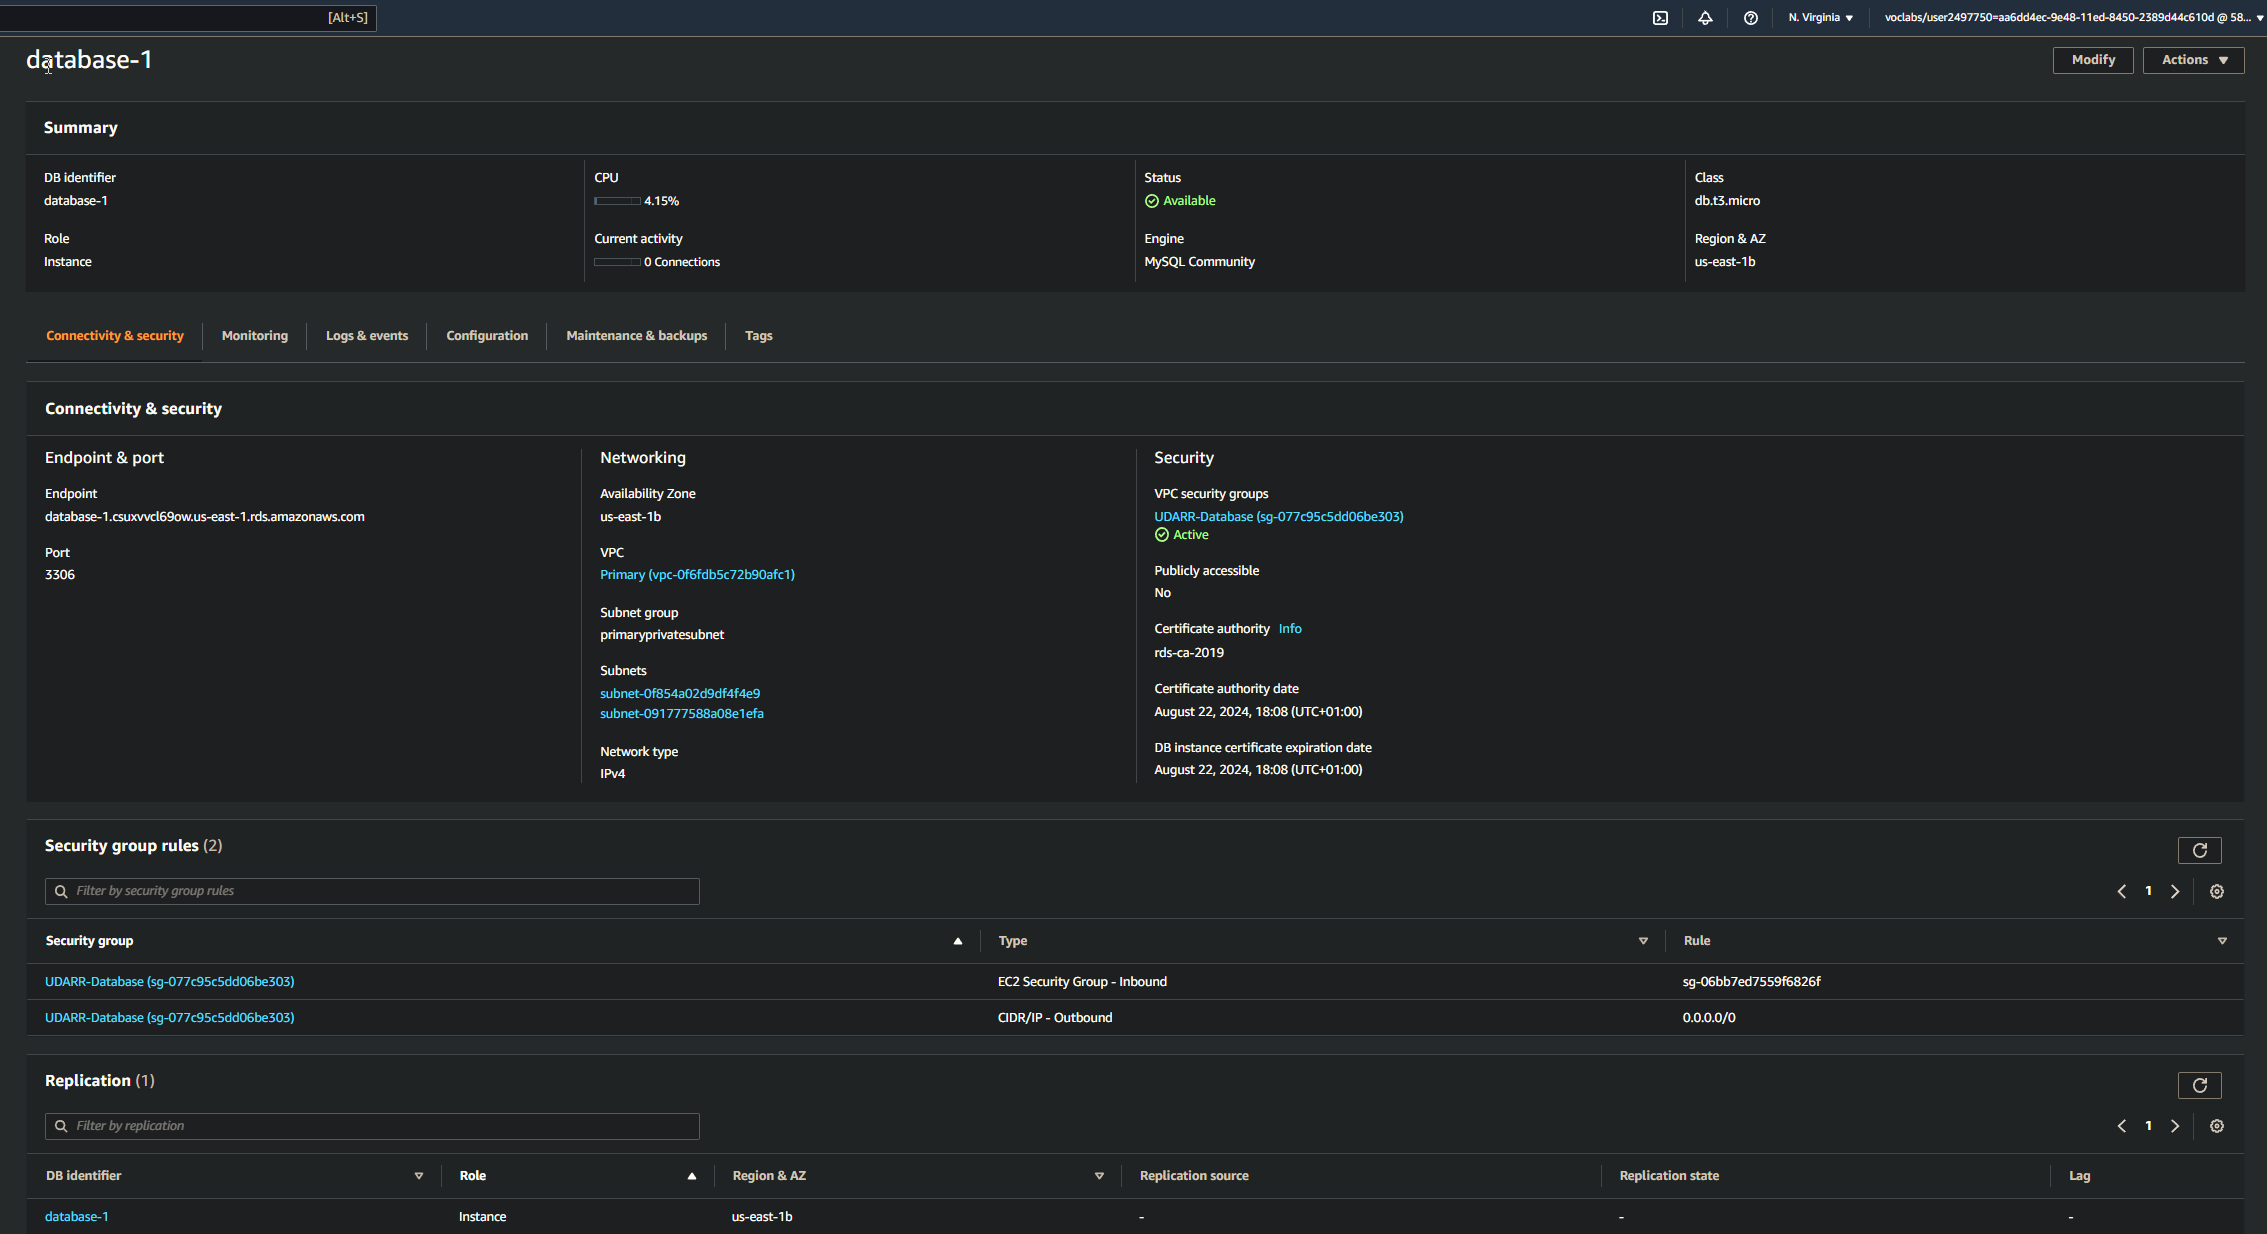 [Alt+S]
N. Virginia
voclabs/user2497750=aa6dd4ec-9e48-11ed-8450-2389d44c610d @ 58...
database-1
Modify
Actions
Summary
DB identifier
database-1
CPU
4.15%
Status
Available
Class
db.t3.micro
Role
Instance
Current activity
0 Connections
Engine
MySQL Community
Region & AZ
us-east-1b
Connectivity & security
Monitoring
Logs & events
Configuration
Maintenance & backups
Tags
Connectivity & security
Endpoint & port
Endpoint
database-1.csuxvvcl69ow.us-east-1.rds.amazonaws.com
Port
3306
Networking
Availability Zone
us-east-1b
VPC
Primary (vpc-0f6fdb5c72b90afc1)
Subnet group
primaryprivatesubnet
Subnets
subnet-0f854a02d9df4f4e9
subnet-091777588a08e1efa
Network type
IPv4
Security
VPC security groups
UDARR-Database (sg-077c95c5dd06be303)
Active
Publicly accessible
No
Certificate authority Info
rds-ca-2019
Certificate authority date
August 22, 2024, 18:08 (UTC+01:00)
DB instance certificate expiration date
August 22, 2024, 18:08 (UTC+01:00)
Security group rules (2)
Filter by security group rules
1
Security group
Type
Rule
UDARR-Database (sg-077c95c5dd06be303)
EC2 Security Group - Inbound
sg-06bb7ed7559f6826f
UDARR-Database (sg-077c95c5dd06be303)
CIDR/IP - Outbound
0.0.0.0/0
Replication (1)
Filter by replication
1
DB identifier
Role
Region & AZ
Replication source
Replication state
Lag
database-1
Instance
us-east-1b
-
-
-